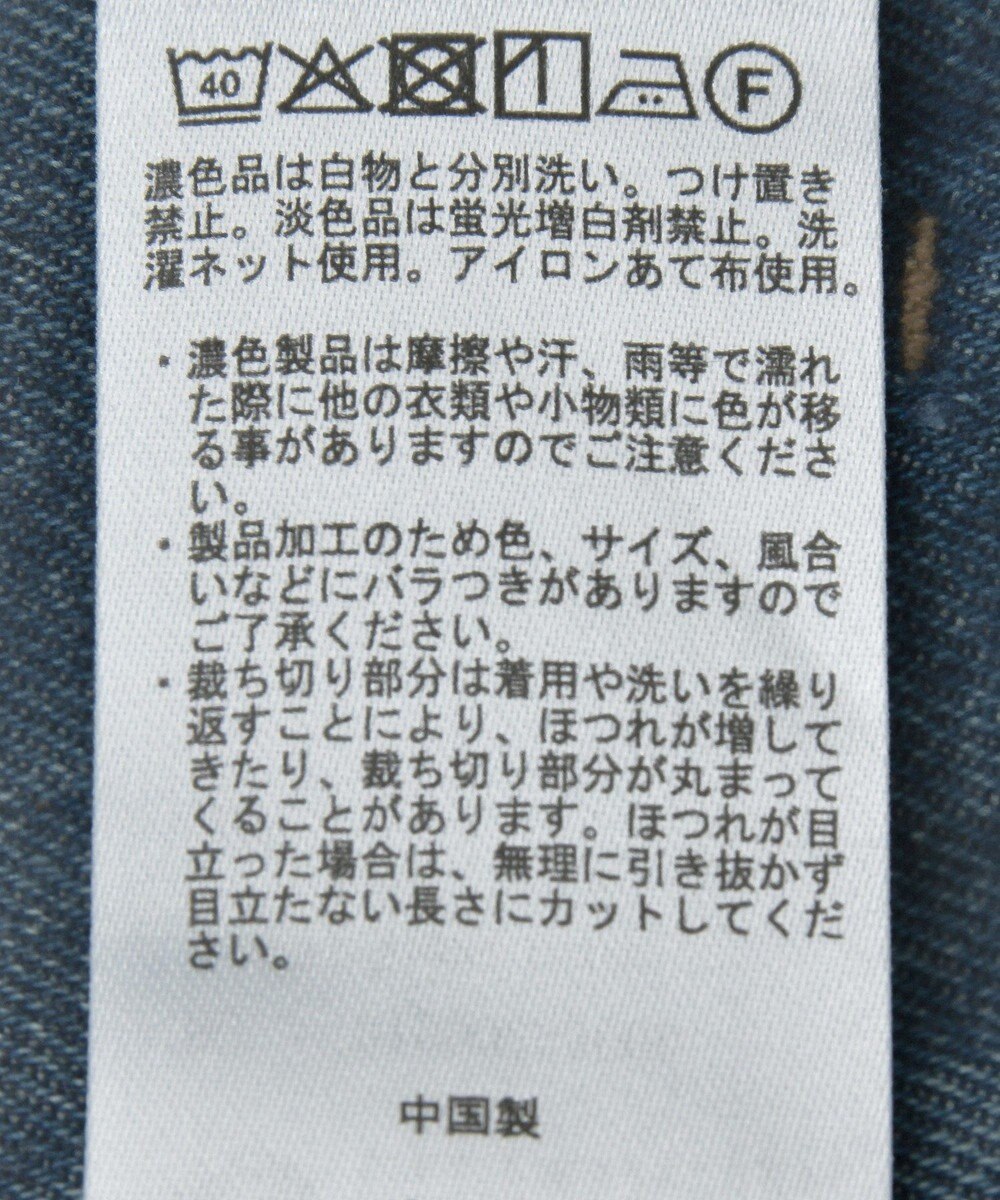 40 F
濃色品は白物と分別洗い。つけ置き
禁止。淡色品は蛍光増白剤禁止。洗
濯ネット使用。アイロンあて布使用。
・濃色製品は摩擦や汗、雨等で濡れ
た際に他の衣類や小物類に色が移
る事がありますのでご注意くださ
い。
・製品加工のため色、サイズ、風合
いなどにバラつきがありますので
ご了承ください。
・裁ち切り部分は着用や洗いを繰り
返すことにより、ほつれが増して
きたり、裁ち切り部分が丸まって
くることがあります。ほつれが目
立った場合は、無理に引き抜かず
目立たない長さにカットしてくだ
さい。
中国製